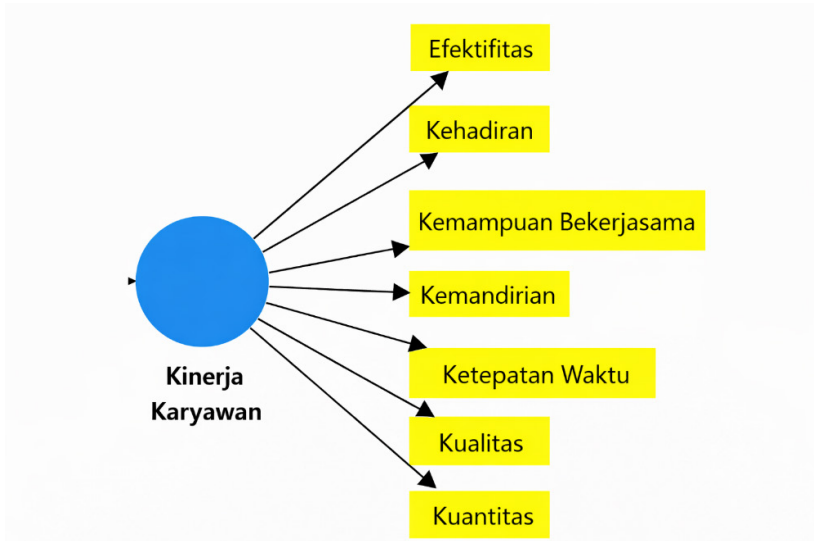 Efektifitas
Kehadiran
Kemampuan Bekerjasama
Kemandirian
Ketepatan Waktu
Kualitas
Kuantitas
Kinerja
Karyawan